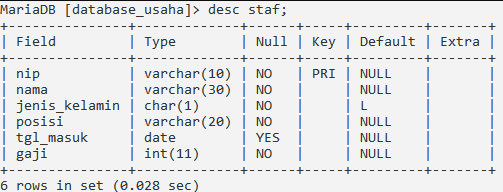 MariaDB [database_usaha]> desc staf;
+---------------+-------------+------+-----+---------+-------+
| Field         | Type        | Null | Key | Default | Extra |
+---------------+-------------+------+-----+---------+-------+
| nip           | varchar(10) | NO   | PRI | NULL    |       |
| nama          | varchar(30) | NO   |     | NULL    |       |
| jenis_kelamin | char(1)     | NO   |     | L       |       |
| posisi        | varchar(20) | NO   |     | NULL    |       |
| tgl_masuk     | date        | YES  |     | NULL    |       |
| gaji          | int(11)     | NO   |     | NULL    |       |
+---------------+-------------+------+-----+---------+-------+
6 rows in set (0.028 sec)